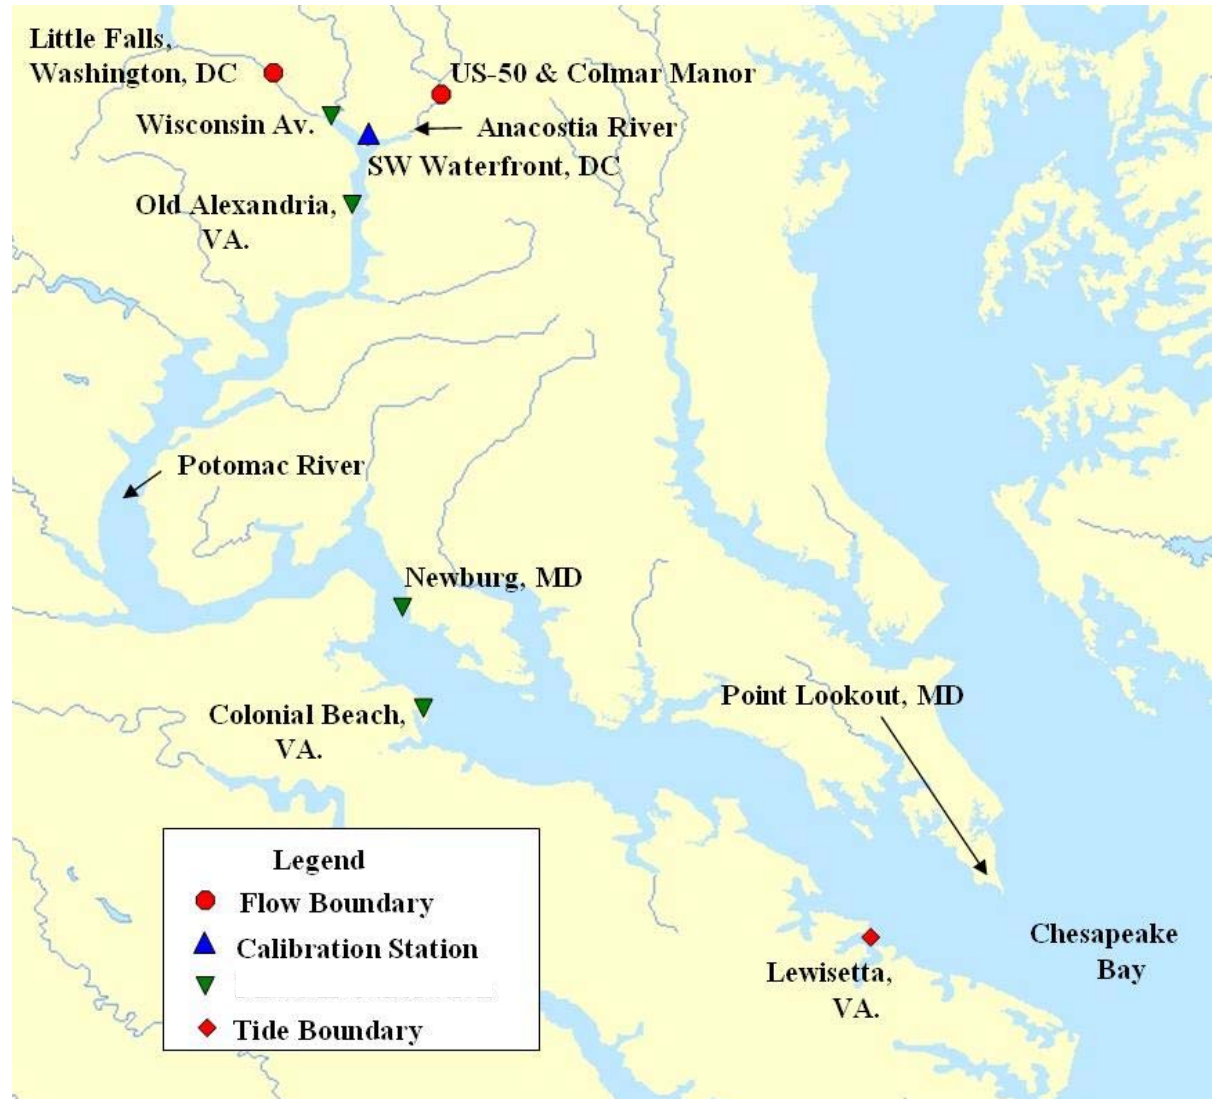 Little Falls,
Washington, DC
US-50 & Colmar Manor
Wisconsin Av.
Anacostia River
SW Waterfront, DC
Old Alexandria,
VA.
Potomac River
Newburg, MD
Point Lookout, MD
Colonial Beach,
VA.
Legend
Flow Boundary
Calibration Station
Tide Boundary
Chesapeake
Bay
Lewisetta,
VA.